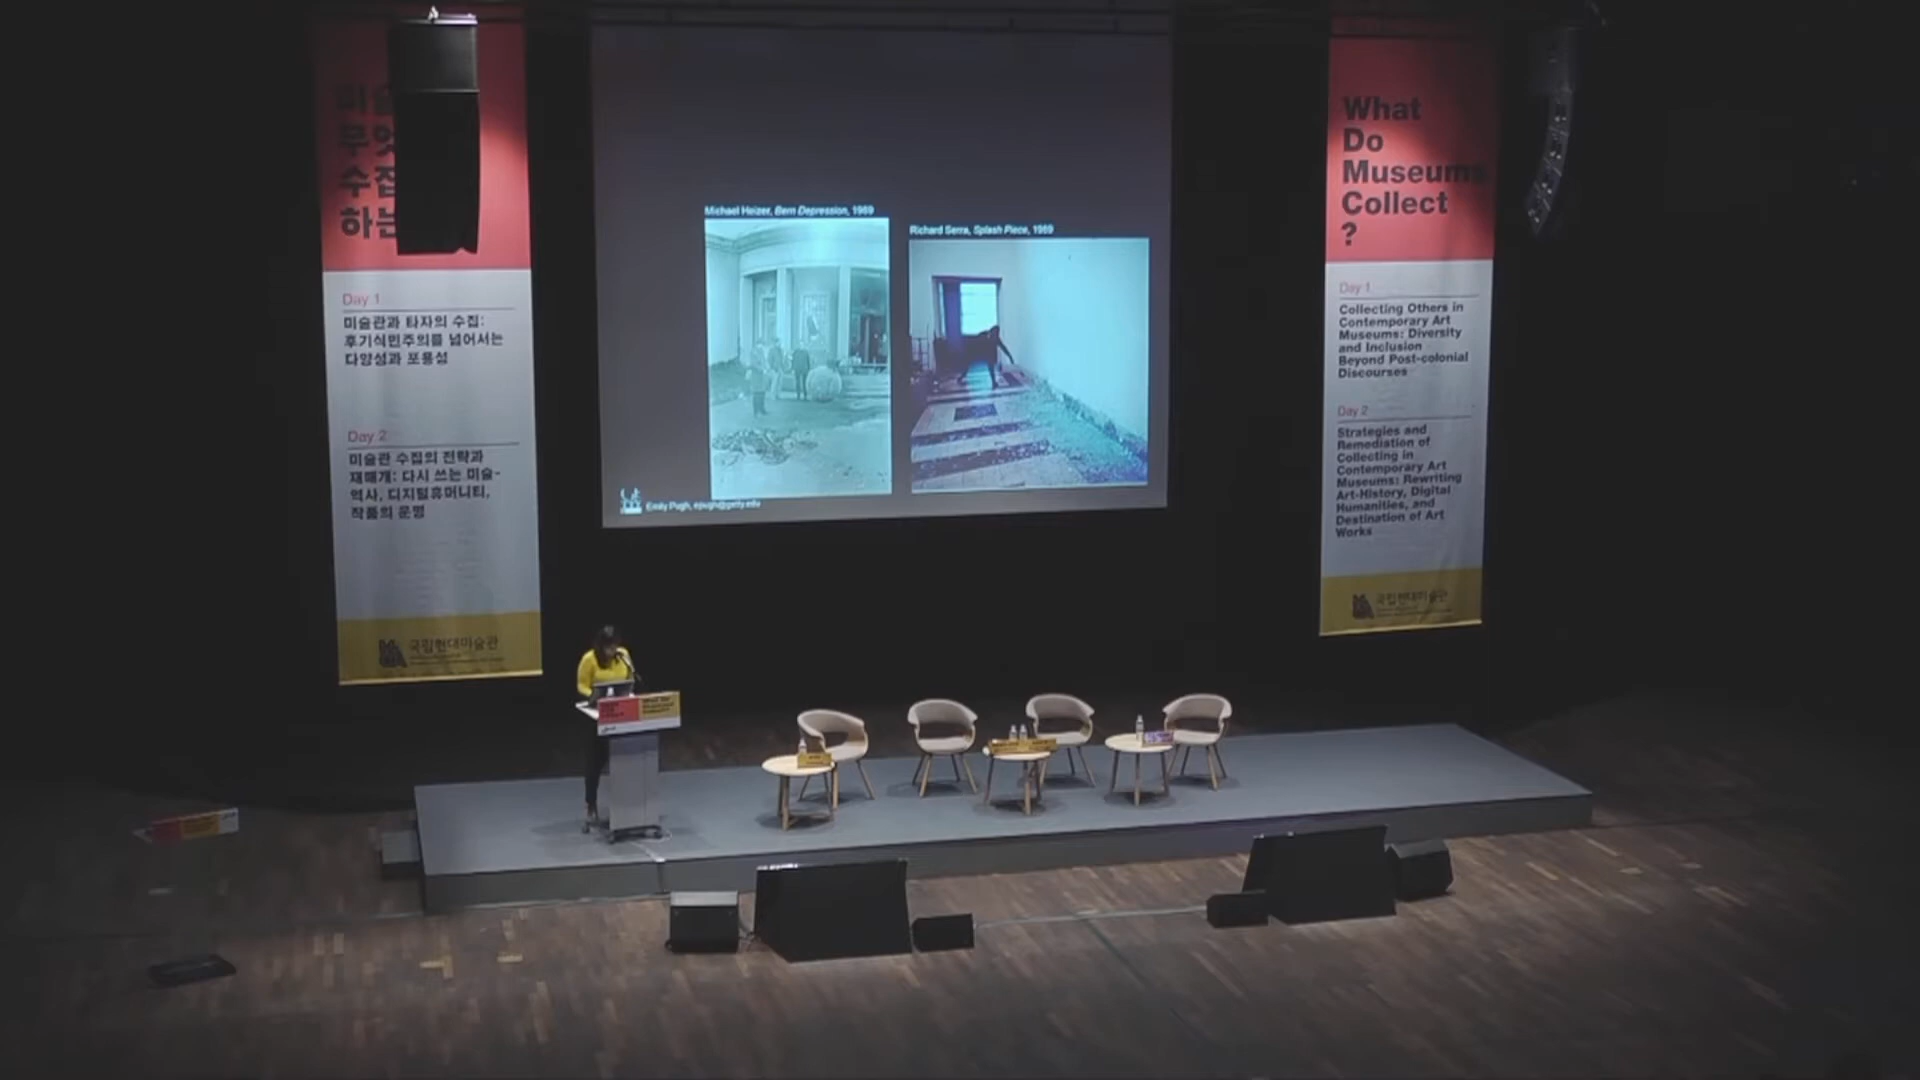 미술
무엇
수집
하는
Day 1
미술관과 타자의 수집:
후기식민주의를 넘어서는
다양성과 포용성
Day 2
미술관 수집의 전략과
재매개: 다시 쓰는 미술-
역사, 디지털휴머니티,
작품의 운명
국립현대미술관
Michael Heizer, Bern Depression, 1969
Richard Serra, Splash Piece, 1969
Emily Pugh, epugh@getty.edu
What
Do
Museums
Collect
?
Day 1
Collecting Others in
Contemporary Art
Museums: Diversity
and Inclusion
Beyond Post-colonial
Discourses
Day 2
Strategies and
Remediation of
Collecting in
Contemporary Art
Museums: Rewriting
Art-History, Digital
Humanities, and
Destination of Art
Works
국립현대미술관